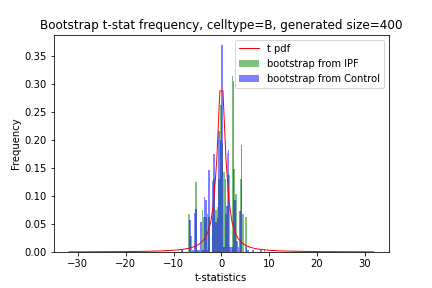 Bootstrap t-stat frequency, celltype=B, generated size=400
t pdf
bootstrap from IPF
bootstrap from Control
Frequency
0.35
0.30
0.25
0.20
0.15
0.10
0.05
0.00
−30 −20 −10 0 10 20 30
t-statistics